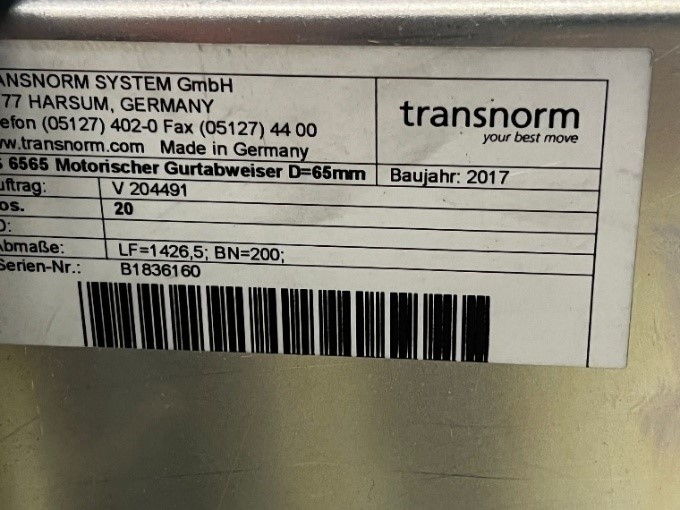 ANSNORM SYSTEM GmbH
77 HARSUM, GERMANY
efon (05127) 402-0 Fax (05127) 44 00
ww.transnorm.com Made in Germany
transnorm
your best move
6565 Motorischer Gurtabweiser D=65mm
Baujahr: 2017
uftrag: V 204491
os. 20
D:
bmaße: LF=1426,5; BN=200;
Serien-Nr.: B1836160